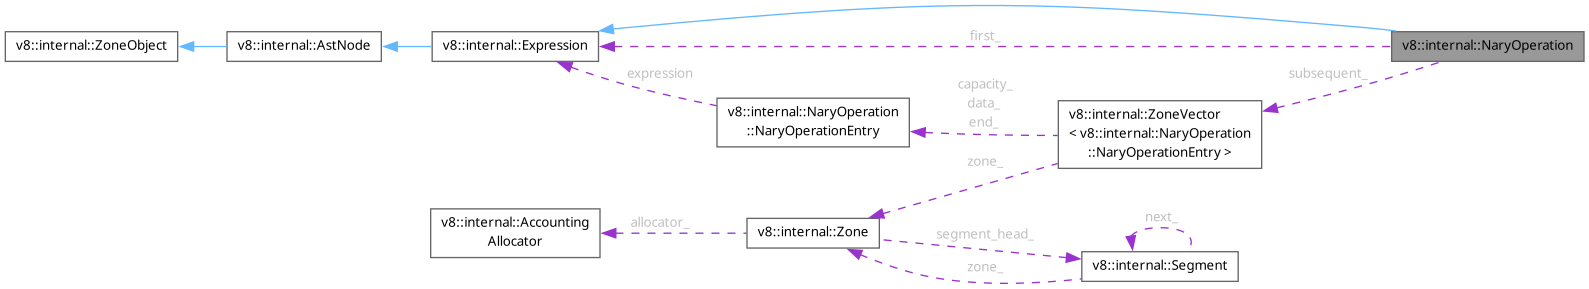 v8::internal::ZoneObject
v8::internal::AstNode
v8::internal::Expression
first_
v8::internal::NaryOperation
expression
subsequent_
capacity_
data_
end_
v8::internal::NaryOperation
::NaryOperationEntry
v8::internal::ZoneVector
< v8::internal::NaryOperation
::NaryOperationEntry >
zone_
v8::internal::Accounting
Allocator
allocator_
v8::internal::Zone
segment_head_
next_
zone_
v8::internal::Segment